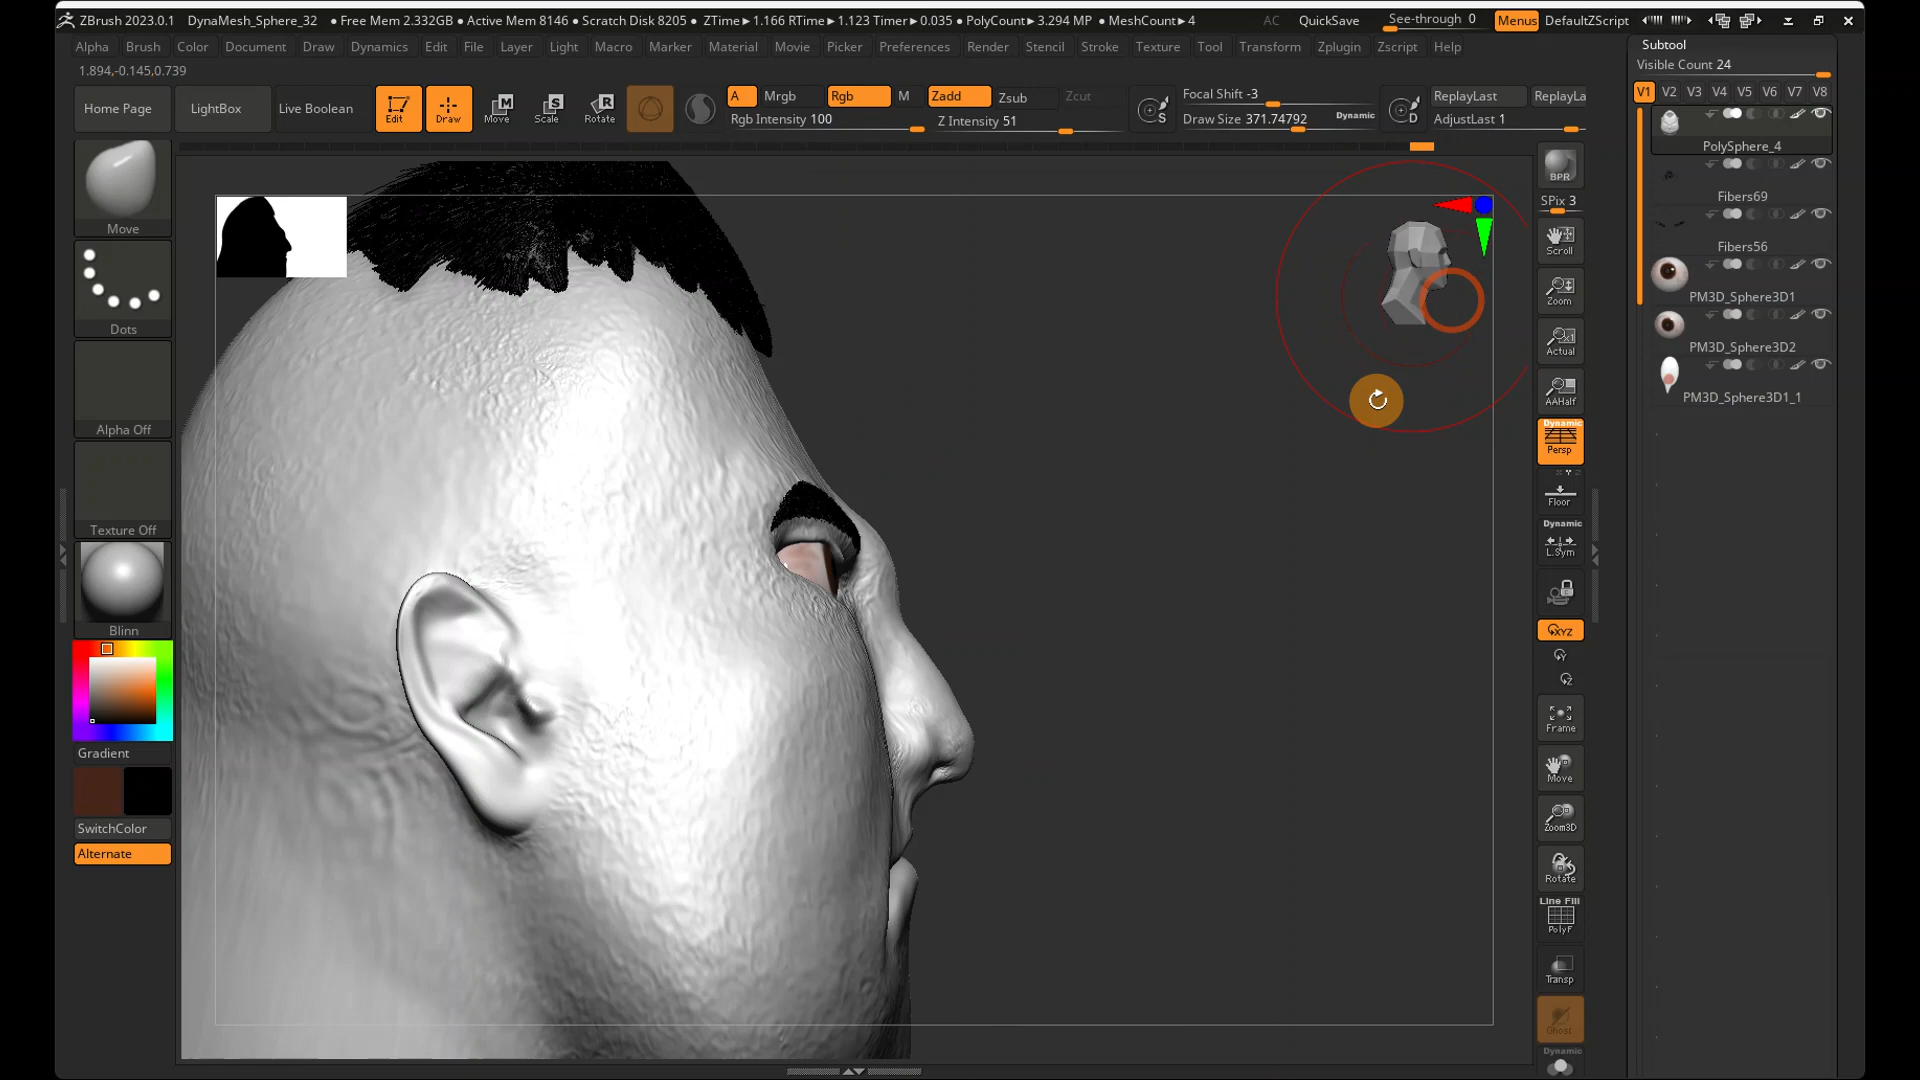 ZBrush 2023.0.1 DynaMesh_Sphere_32 ● Free Mem 2.332GB ● Active Mem 8146 ● Scratch Disk 8205 ● ZTime►1.166 RTime►1.123 Timer►0.035 ● PolyCount►3.294 MP ● MeshCount►4 AC QuickSave See-through 0 Menus DefaultZScript
Alpha Brush Color Document Draw Dynamics Edit File Layer Light Macro Marker Material Movie Picker Preferences Render Stencil Stroke Texture Tool Transform Zplugin Zscript Help
1.894,-0.145,0.739
Home Page LightBox Live Boolean Edit Draw Move Scale Rotate
M S R
A Mrgb Rgb M Zadd Zsub Zcut
Rgb Intensity 100 Z Intensity 51
S
Focal Shift -3
Draw Size 371.74792 Dynamic
D
ReplayLast ReplayLa
AdjustLast 1
Move
Dots
Alpha Off
Texture Off
Blinn
Gradient
SwitchColor
Alternate
BPR
SPix 3
Scroll
Zoom
Actual
AAHalf
Dynamic
Persp
Floor
Dynamic
L.Sym
XYZ
Y
Z
Frame
Move
Zoom3D
Rotate
Line Fill
PolyF
Transp
Ghost
Dynamic
Subtool
Visible Count 24
V1 V2 V3 V4 V5 V6 V7 V8
PolySphere_4
Fibers69
Fibers56
PM3D_Sphere3D1
PM3D_Sphere3D2
PM3D_Sphere3D1_1